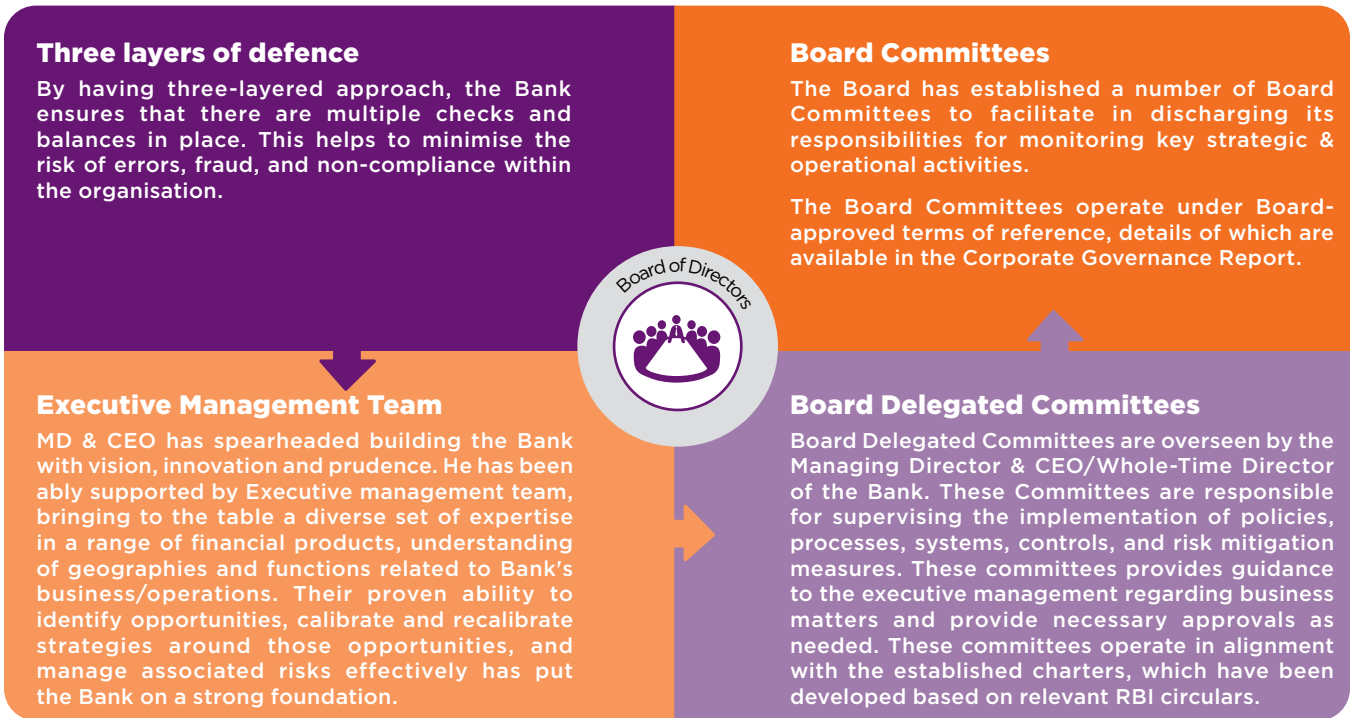 Three layers of defence
By having three-layered approach, the Bank
ensures that there are multiple checks and
balances in place. This helps to minimise the
risk of errors, fraud, and non-compliance within
the organisation.
Board Committees
The Board has established a number of Board
Committees to facilitate in discharging its
responsibilities for monitoring key strategic &
operational activities.
The Board Committees operate under Board-
approved terms of reference, details of which are
available in the Corporate Governance Report.
Board of Directors
Executive Management Team
MD & CEO has spearheaded building the Bank
with vision, innovation and prudence. He has been
ably supported by Executive management team,
bringing to the table a diverse set of expertise
in a range of financial products, understanding
of geographies and functions related to Bank's
business/operations. Their proven ability to
identify opportunities, calibrate and recalibrate
strategies around those opportunities, and
manage associated risks effectively has put
the Bank on a strong foundation.
Board Delegated Committees
Board Delegated Committees are overseen by the
Managing Director & CEO/Whole-Time Director
of the Bank. These Committees are responsible
for supervising the implementation of policies,
processes, systems, controls, and risk mitigation
measures. These committees provides guidance
to the executive management regarding business
matters and provide necessary approvals as
needed. These committees operate in alignment
with the established charters, which have been
developed based on relevant RBI circulars.